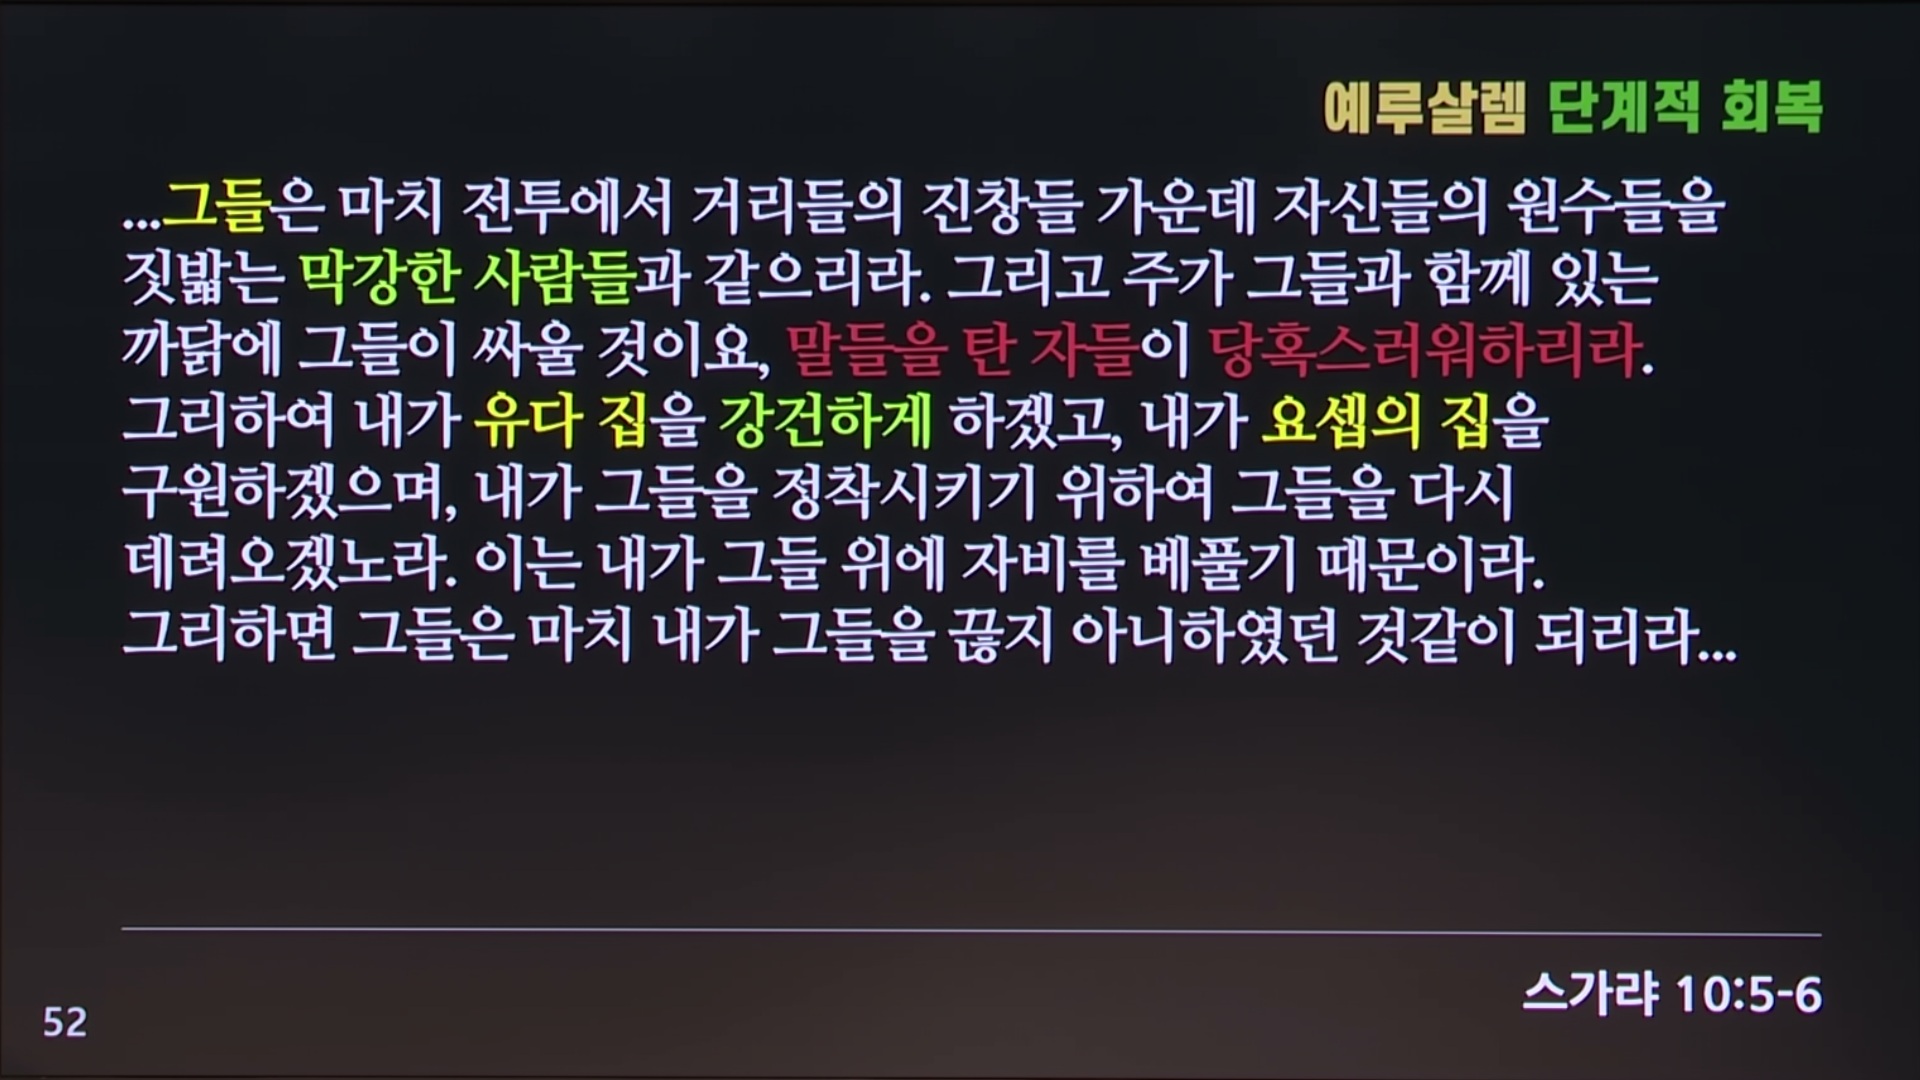 예루살렘 단계적 회복
...그들은 마치 전투에서 거리들의 진창들 가운데 자신들의 원수들을
짓밟는 막강한 사람들과 같으리라. 그리고 주가 그들과 함께 있는
까닭에 그들이 싸울 것이요, 말들을 탄 자들이 당혹스러워하리라.
그리하여 내가 유다 집을 강건하게 하겠고, 내가 요셉의 집을
구원하겠으며, 내가 그들을 정착시키기 위하여 그들을 다시
데려오겠노라. 이는 내가 그들 위에 자비를 베풀기 때문이라.
그리하면 그들은 마치 내가 그들을 끊지 아니하였던 것같이 되리라...
스가랴 10:5-6
52